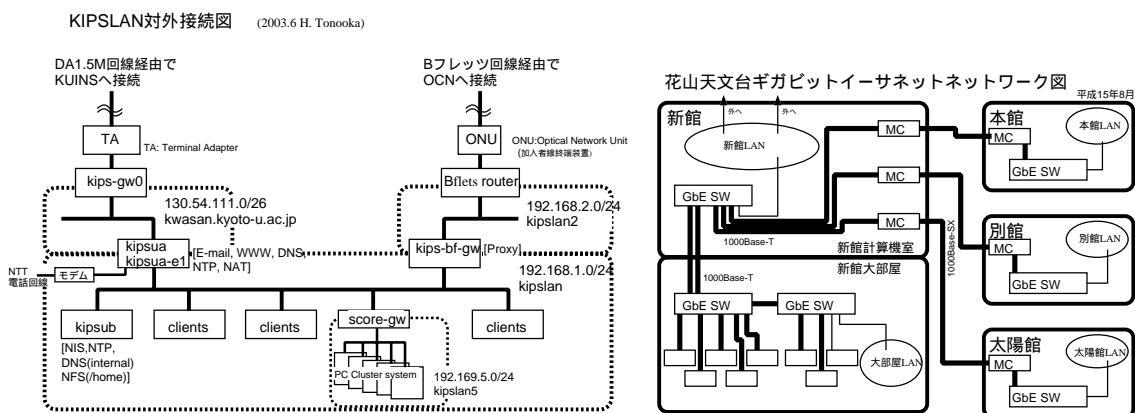 KIPSLAN対外接続図 (2003.6 H. Tonooka)
DA1.5M回線経由で
KUINSへ接続
Bフレッツ回線経由で
OCNへ接続
TA
TA: Terminal Adapter
ONU
ONU:Optical Network Unit
(加入者線終端装置)
kips-gw0
Bflets router
130.54.111.0/26
kwasan.kyoto-u.ac.jp
192.168.2.0/24
kipslan2
kipsua
kipsua-e1
[E-mail, WWW, DNS,
NTP, NAT]
kips-bf-gw
[Proxy]
192.168.1.0/24
kipslan
NTT
電話回線
モデム
kipsub
clients
clients
score-gw
clients
[NIS,NTP,
DNS(internal)
NFS(/home)]
PC Cluster system
192.169.5.0/24
kipslan5
花山天文台ギガビットイーサネットネットワーク図
平成15年8月
新館
外へ
外へ
新館LAN
GbE SW
1000Base-T
新館計算機室
MC
MC
MC
1000Base-SX
新館大部屋
1000Base-T
GbE SW
GbE SW
大部屋LAN
本館
MC
本館LAN
GbE SW
別館
MC
別館LAN
GbE SW
太陽館
MC
太陽館LAN
GbE SW